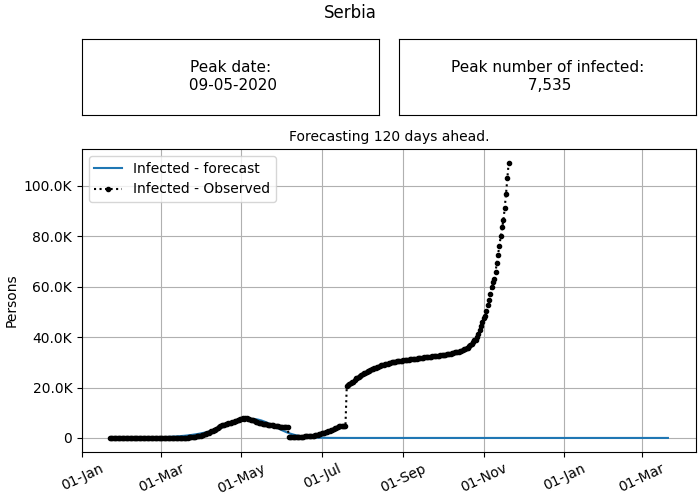 Serbia
Peak date:
09-05-2020
Peak number of infected:
7,535
Forecasting 120 days ahead.
Infected - forecast
Infected - Observed
Persons
100.0K
80.0K
60.0K
40.0K
20.0K
0
01-Jan
01-Mar
01-May
01-Jul
01-Sep
01-Nov
01-Jan
01-Mar